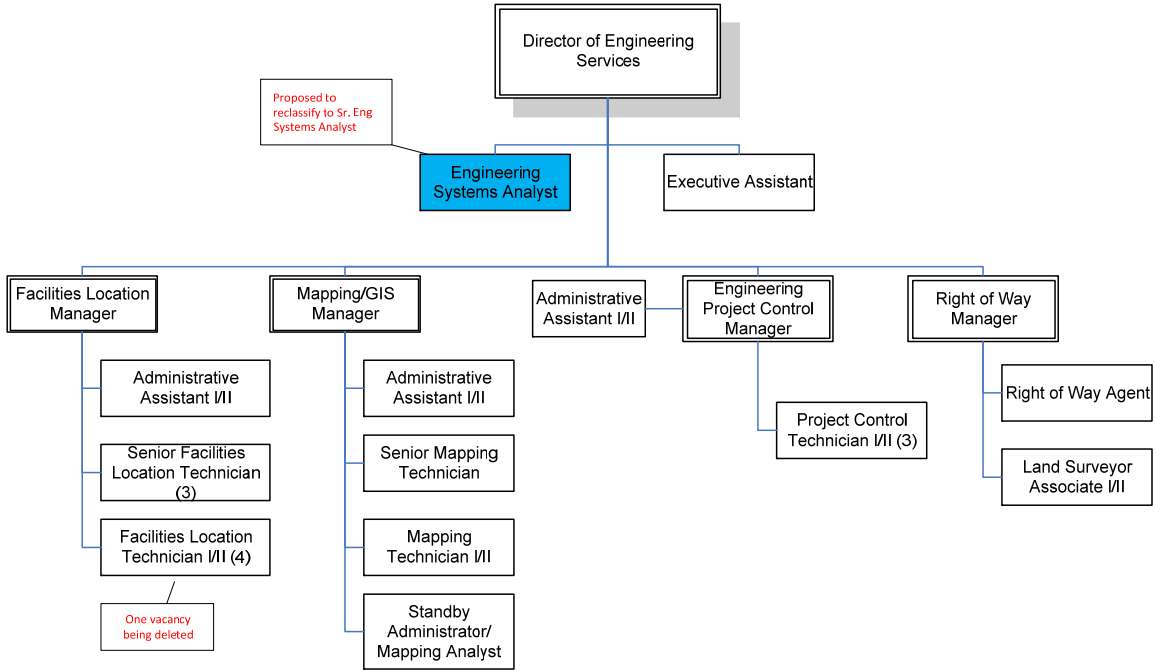 Director of Engineering
Services
Proposed to
reclassify to Sr. Eng
Systems Analyst
Engineering
Systems Analyst
Executive Assistant
Facilities Location
Manager
Mapping/GIS
Manager
Administrative
Assistant I/II
Engineering
Project Control
Manager
Right of Way
Manager
Administrative
Assistant I/II
Senior Facilities
Location Technician
(3)
Facilities Location
Technician I/II (4)
One vacancy
being deleted
Administrative
Assistant I/II
Senior Mapping
Technician
Mapping
Technician I/II
Standby
Administrator/
Mapping Analyst
Project Control
Technician I/II (3)
Right of Way Agent
Land Surveyor
Associate I/II